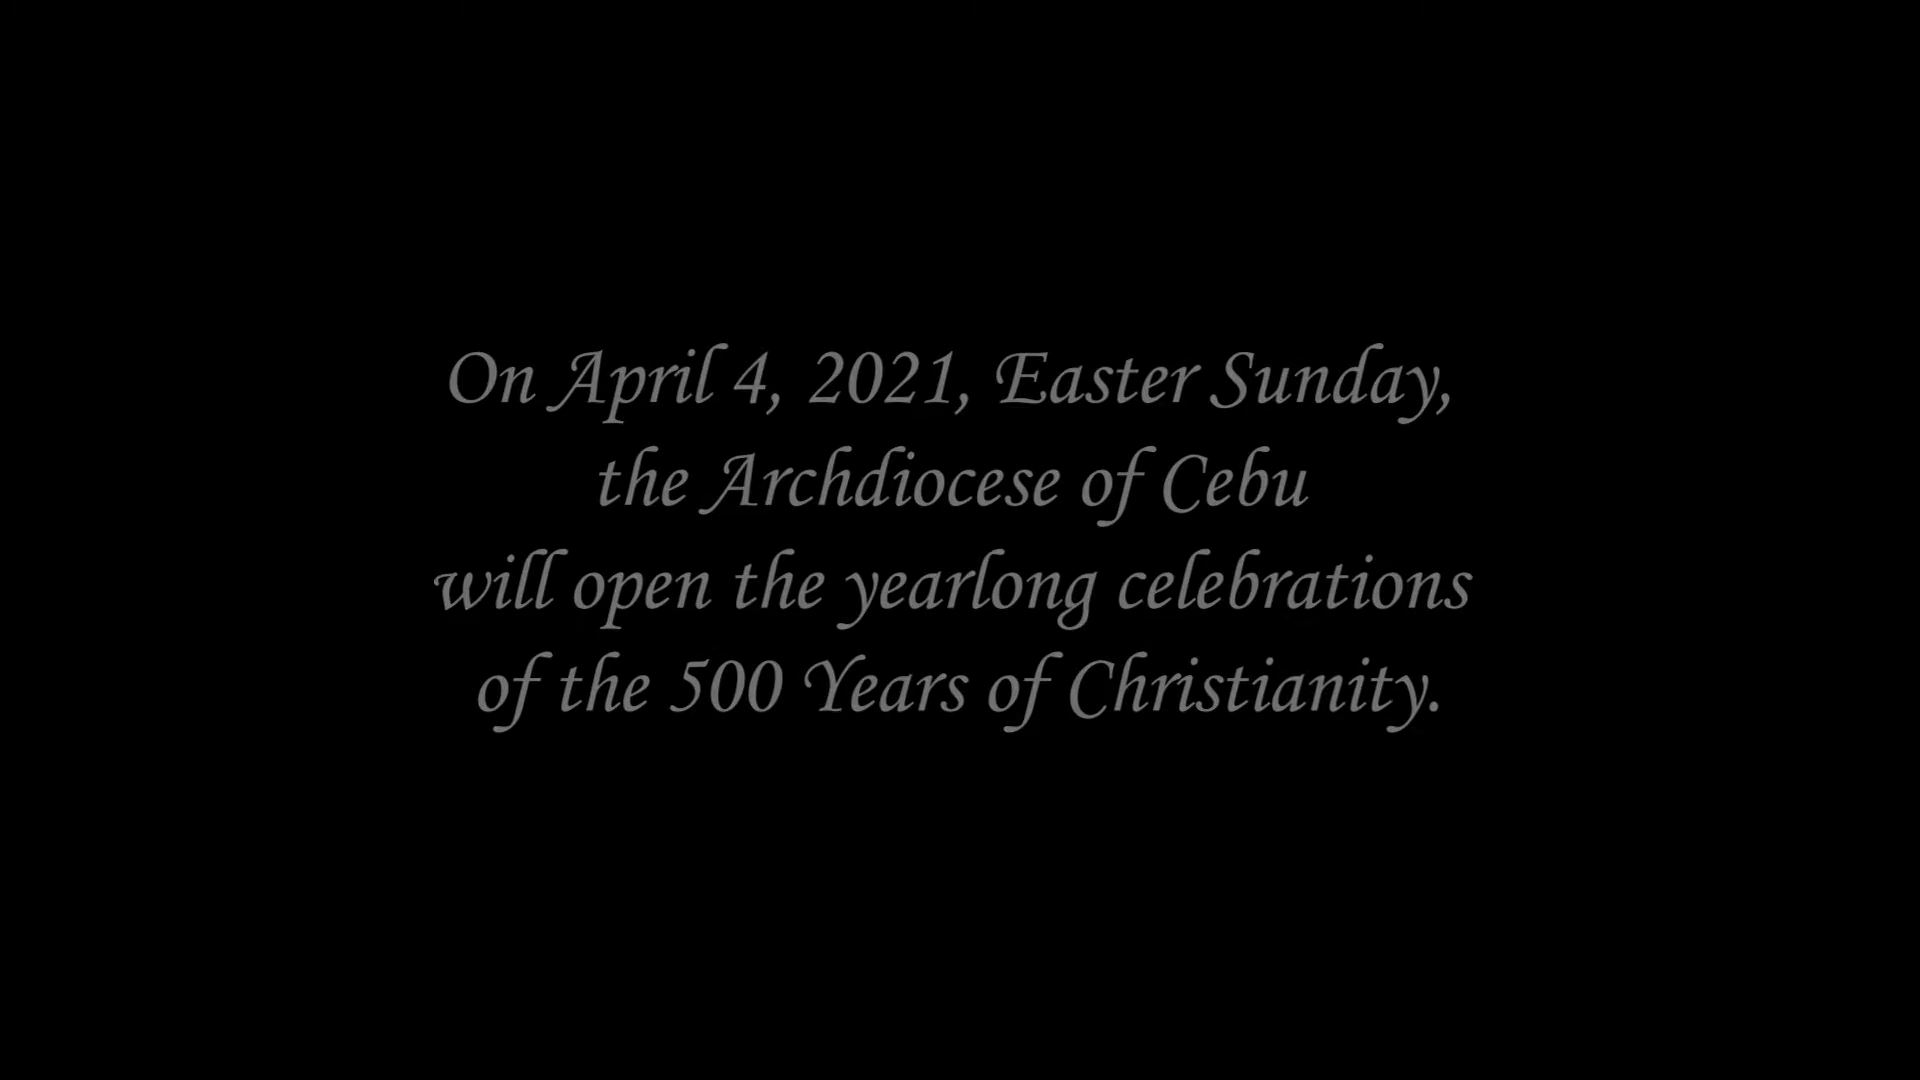 On April 4, 2021, Easter Sunday,
the Archdiocese of Cebu
will open the yearlong celebrations
of the 500 Years of Christianity.